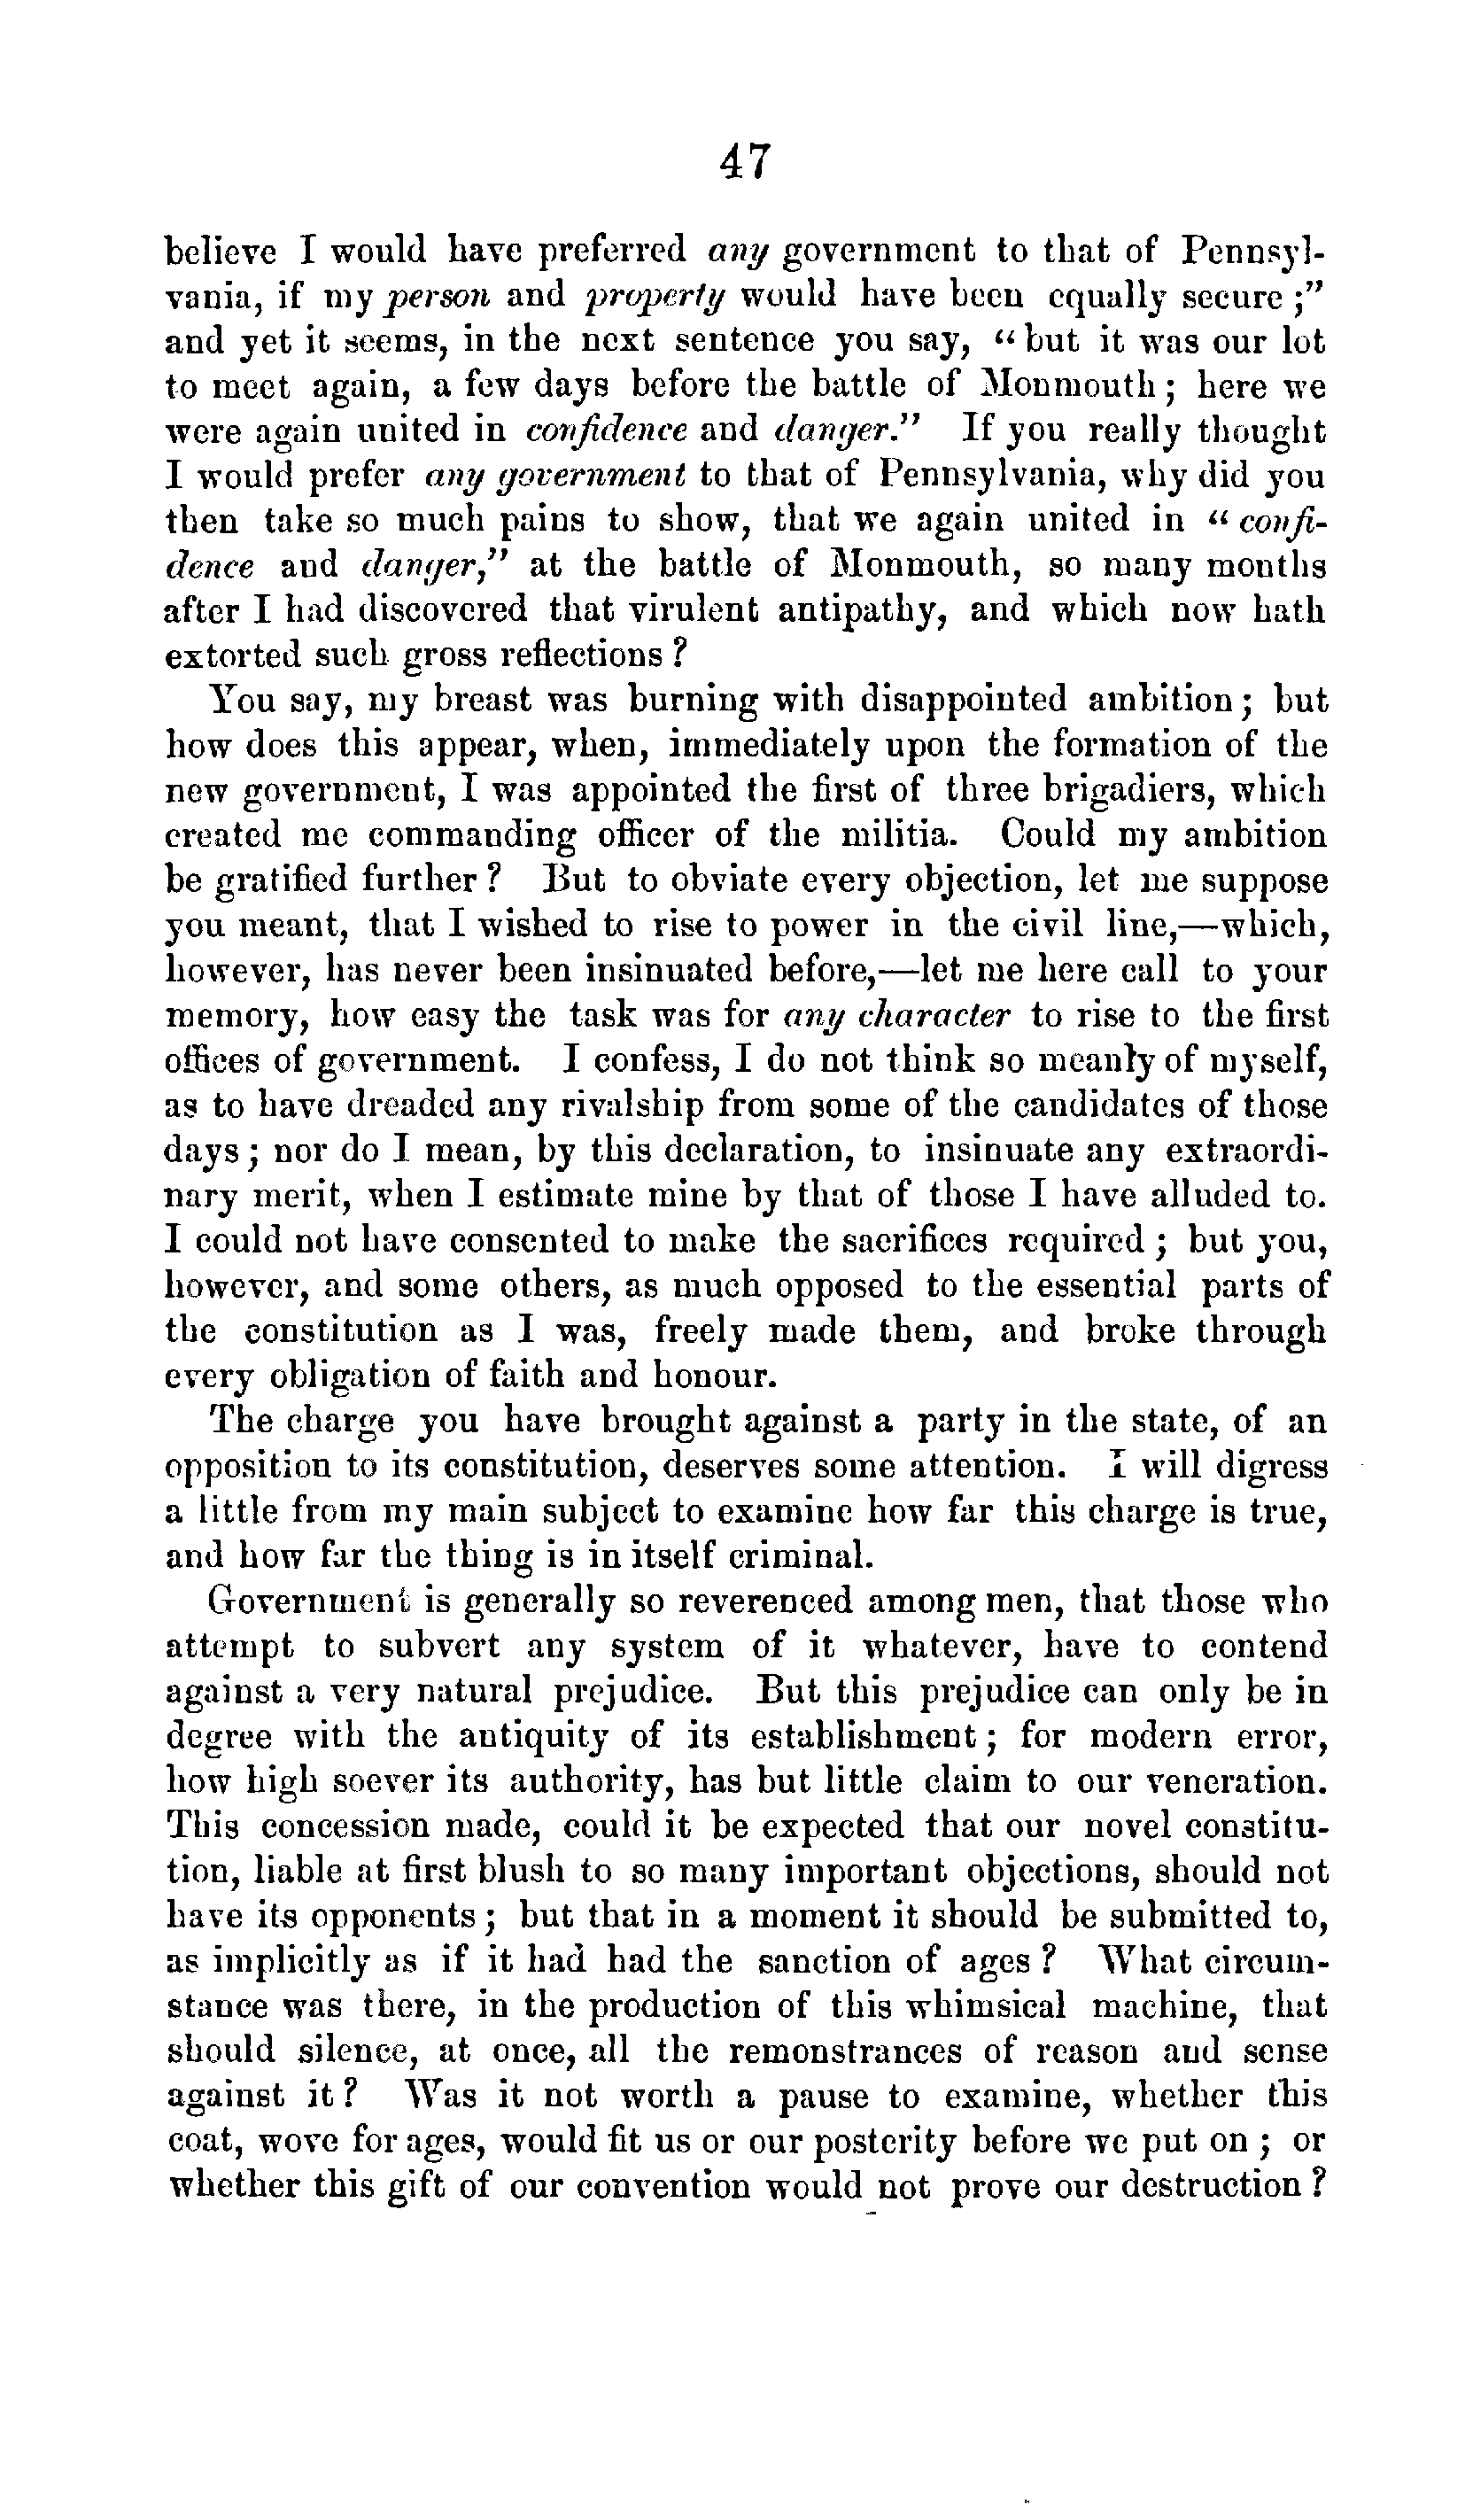 47
believe I would have preferred any government to that of Pennsyl-
vania, if my person and property would have been equally secure ;”
and yet it seems, in the next sentence you say, “ but it was our lot
to meet again, a few days before the battle of Monmouth ; here we
were again united in confidence and danger.” If you really thought
I would prefer any government to that of Pennsylvania, why did you
then take so much pains to show, that we again united in “ confi-
dence and danger,” at the battle of Monmouth, so many months
after I had discovered that virulent antipathy, and which now hath
extorted such gross reflections ?
You say, my breast was burning with disappointed ambition ; but
how does this appear, when, immediately upon the formation of the
new government, I was appointed the first of three brigadiers, which
created me commanding officer of the militia. Could my ambition
be gratified further ? But to obviate every objection, let me suppose
you meant, that I wished to rise to power in the civil line,—which,
however, has never been insinuated before,—let me here call to your
memory, how easy the task was for any character to rise to the first
offices of government. I confess, I do not think so meanly of myself,
as to have dreaded any rivalship from some of the candidates of those
days ; nor do I mean, by this declaration, to insinuate any extraordi-
nary merit, when I estimate mine by that of those I have alluded to.
I could not have consented to make the sacrifices required ; but you,
however, and some others, as much opposed to the essential parts of
the constitution as I was, freely made them, and broke through
every obligation of faith and honour.
The charge you have brought against a party in the state, of an
opposition to its constitution, deserves some attention. I will digress
a little from my main subject to examine how far this charge is true,
and how far the thing is in itself criminal.
Government is generally so reverenced among men, that those who
attempt to subvert any system of it whatever, have to contend
against a very natural prejudice. But this prejudice can only be in
degree with the antiquity of its establishment ; for modern error,
how high soever its authority, has but little claim to our veneration.
This concession made, could it be expected that our novel constitu-
tion, liable at first blush to so many important objections, should not
have its opponents ; but that in a moment it should be submitted to,
as implicitly as if it had had the sanction of ages ? What circum-
stance was there, in the production of this whimsical machine, that
should silence, at once, all the remonstrances of reason and sense
against it ? Was it not worth a pause to examine, whether this
coat, wove for ages, would fit us or our posterity before we put on ; or
whether this gift of our convention would not prove our destruction ?